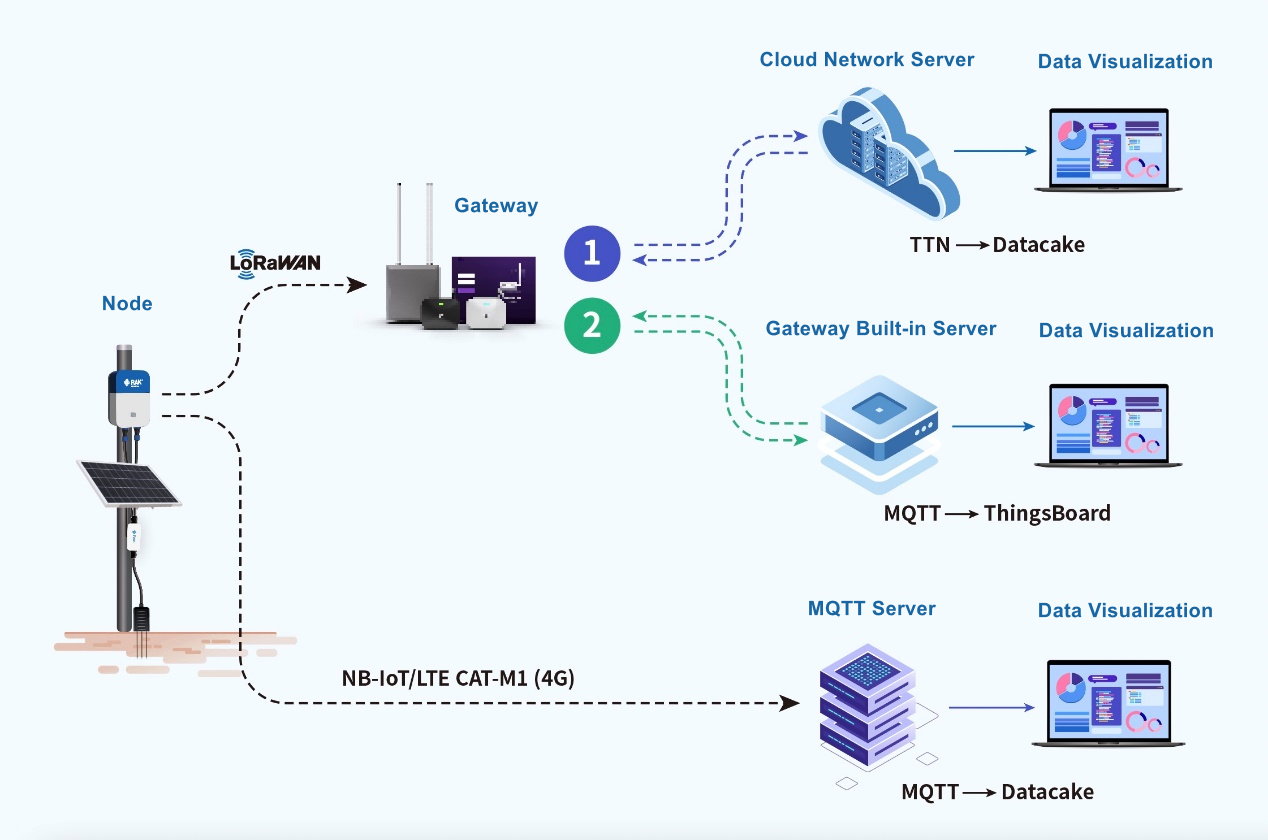 Cloud Network Server
Data Visualization
Gateway
1
TTN → Datacake
LoRaWAN
Node
2
Gateway Built-in Server
Data Visualization
RAK
MQTT → ThingsBoard
MQTT Server
Data Visualization
NB-IoT/LTE CAT-M1 (4G)
MQTT → Datacake